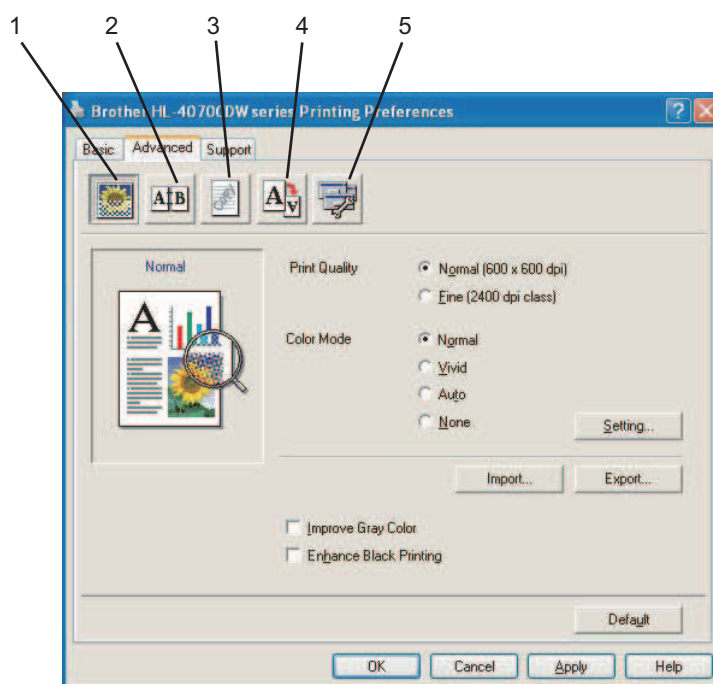 1 2 3 4 5
Brother HL-4070CDW series Printing Preferences
Basic Advanced Support
A B
COPY
A
Normal
A
Print Quality
Normal (600 x 600 dpi)
Fine (2400 dpi class)
Color Mode
Normal
Vivid
Auto
None
Setting...
Import... Export...
Improve Gray Color
Enhance Black Printing
Default
OK Cancel Apply Help